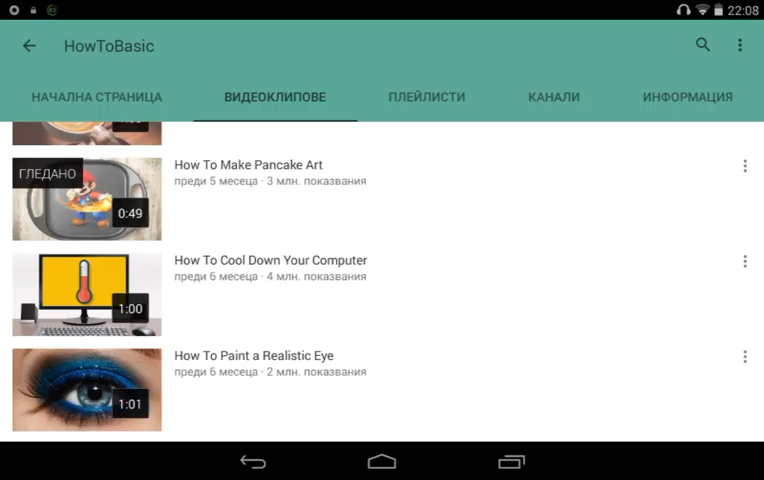 22:08
HowToBasic
НАЧАЛНА СТРАНИЦА
ВИДЕОКЛИПОВЕ
ПЛЕЙЛИСТИ
КАНАЛИ
ИНФОРМАЦИЯ
ГЛЕДАНО
0:49
How To Make Pancake Art
преди 5 месеца · 3 млн. показвания
1:00
How To Cool Down Your Computer
преди 6 месеца · 4 млн. показвания
1:01
How To Paint a Realistic Eye
преди 6 месеца · 2 млн. показвания